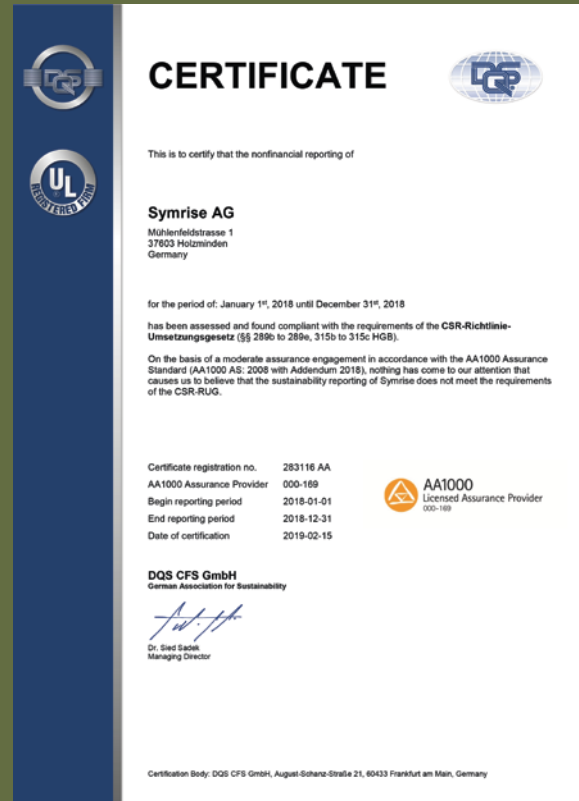 DQS
CERTIFICATE
DQS
UL
REGISTERED FIRM
This is to certify that the nonfinancial reporting of
Symrise AG
Mühlenfeldstrasse 1
37603 Holzminden
Germany
for the period of: January 1st, 2018 until December 31st, 2018
has been assessed and found compliant with the requirements of the CSR-Richtlinie-
Umsetzungsgesetz (§§ 289b to 289e, 315b to 315c HGB).
On the basis of a moderate assurance engagement in accordance with the AA1000 Assurance
Standard (AA1000 AS: 2008 with Addendum 2018), nothing has come to our attention that
causes us to believe that the sustainability reporting of Symrise does not meet the requirements
of the CSR-RUG.
Certificate registration no. 283116 AA
AA1000 Assurance Provider 000-169
Begin reporting period 2018-01-01
End reporting period 2018-12-31
Date of certification 2019-02-15
AA1000
Licensed Assurance Provider
000-169
DQS CFS GmbH
German Association for Sustainability
Dr. Sied Sadek
Managing Director
Certification Body: DQS CFS GmbH, August-Schanz-Straße 21, 60433 Frankfurt am Main, Germany